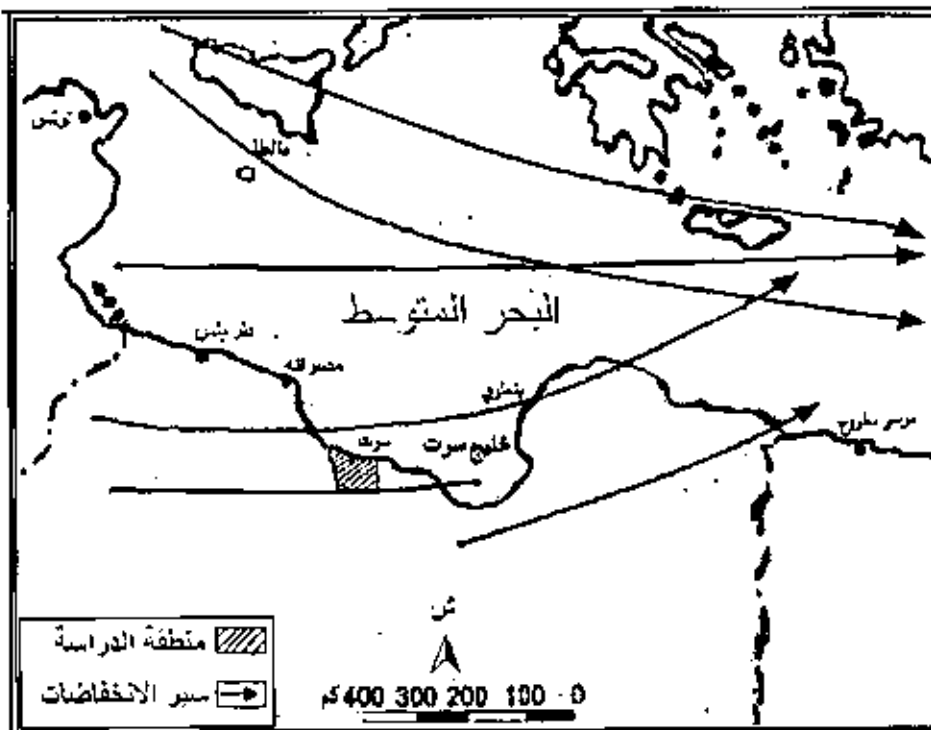 تونس
مالطا
البحر المتوسط
طرابلس
مصراته
بنغازي
سرت
خليج سرت
مرسى مطروح
ش
منطقة الدراسة
سير الانخفاضات
0 100 200 300 400 كم